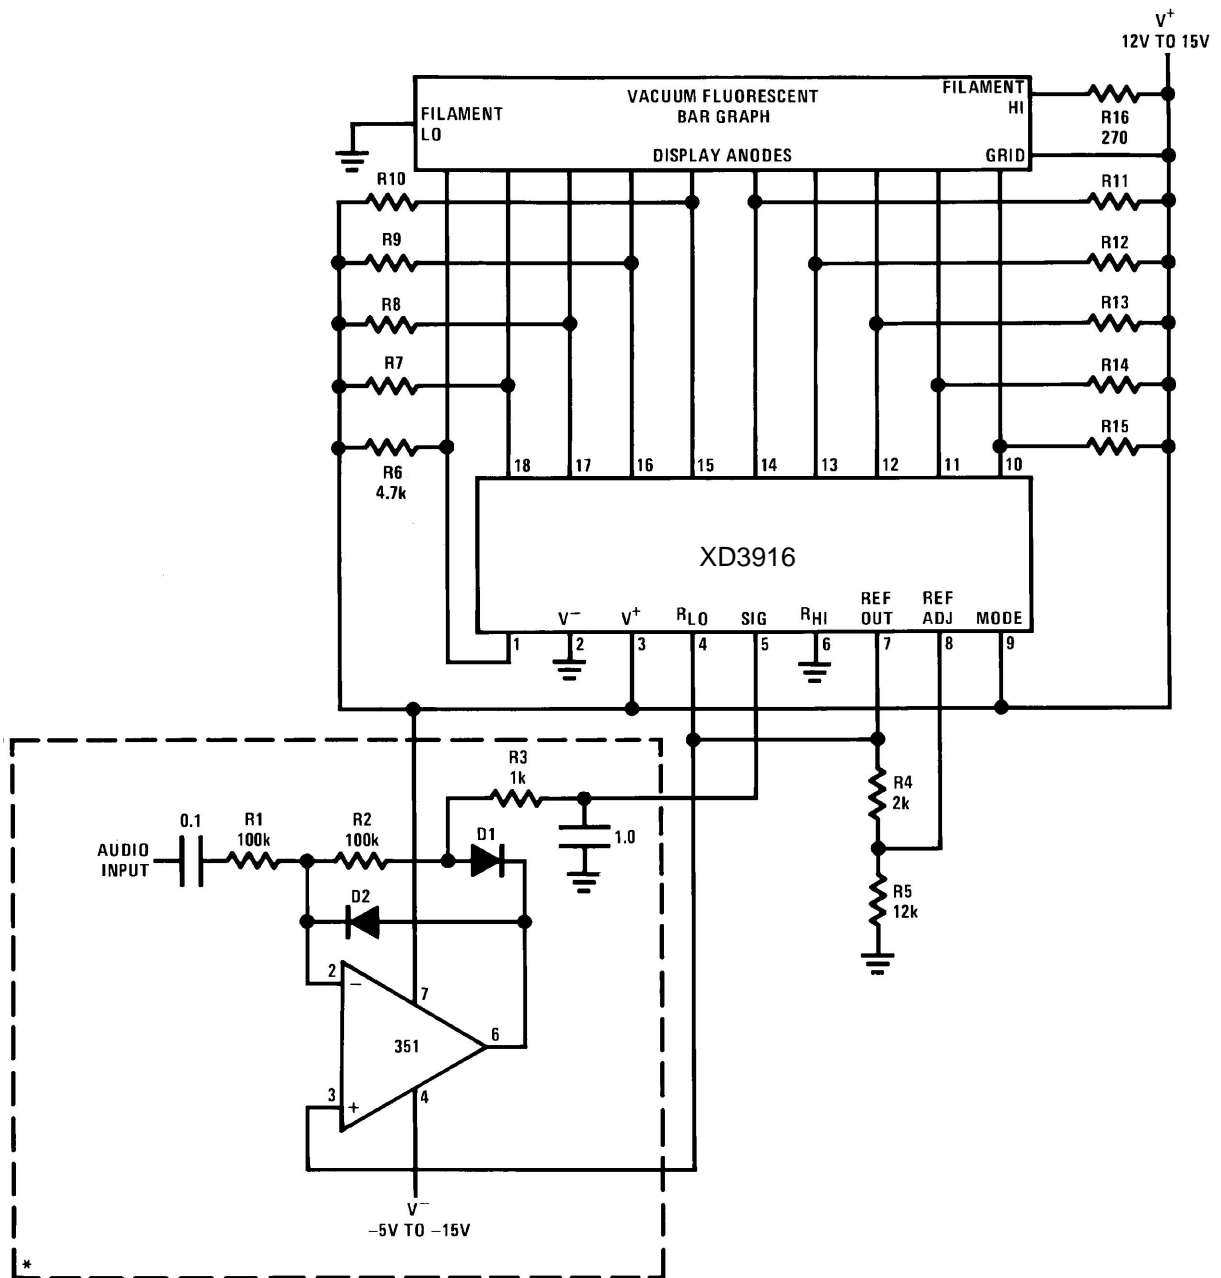 V+
12V TO 15V
FILAMENT
LO
VACUUM FLUORESCENT
BAR GRAPH
DISPLAY ANODES
FILAMENT
HI
GRID
R16
270
R10
R11
R9
R12
R8
R13
R7
R14
R6
4.7k
R15
18 17 16 15 14 13 12 11 10
XD3916
V− V+ RLO SIG RHI REF OUT REF ADJ MODE
1 2 3 4 5 6 7 8 9
R3
1k
R4
2k
0.1
R1
100k
R2
100k
D1
1.0
AUDIO
INPUT
D2
R5
12k
2
−
7
351
6
3
+
4
V−
−5V TO −15V
*